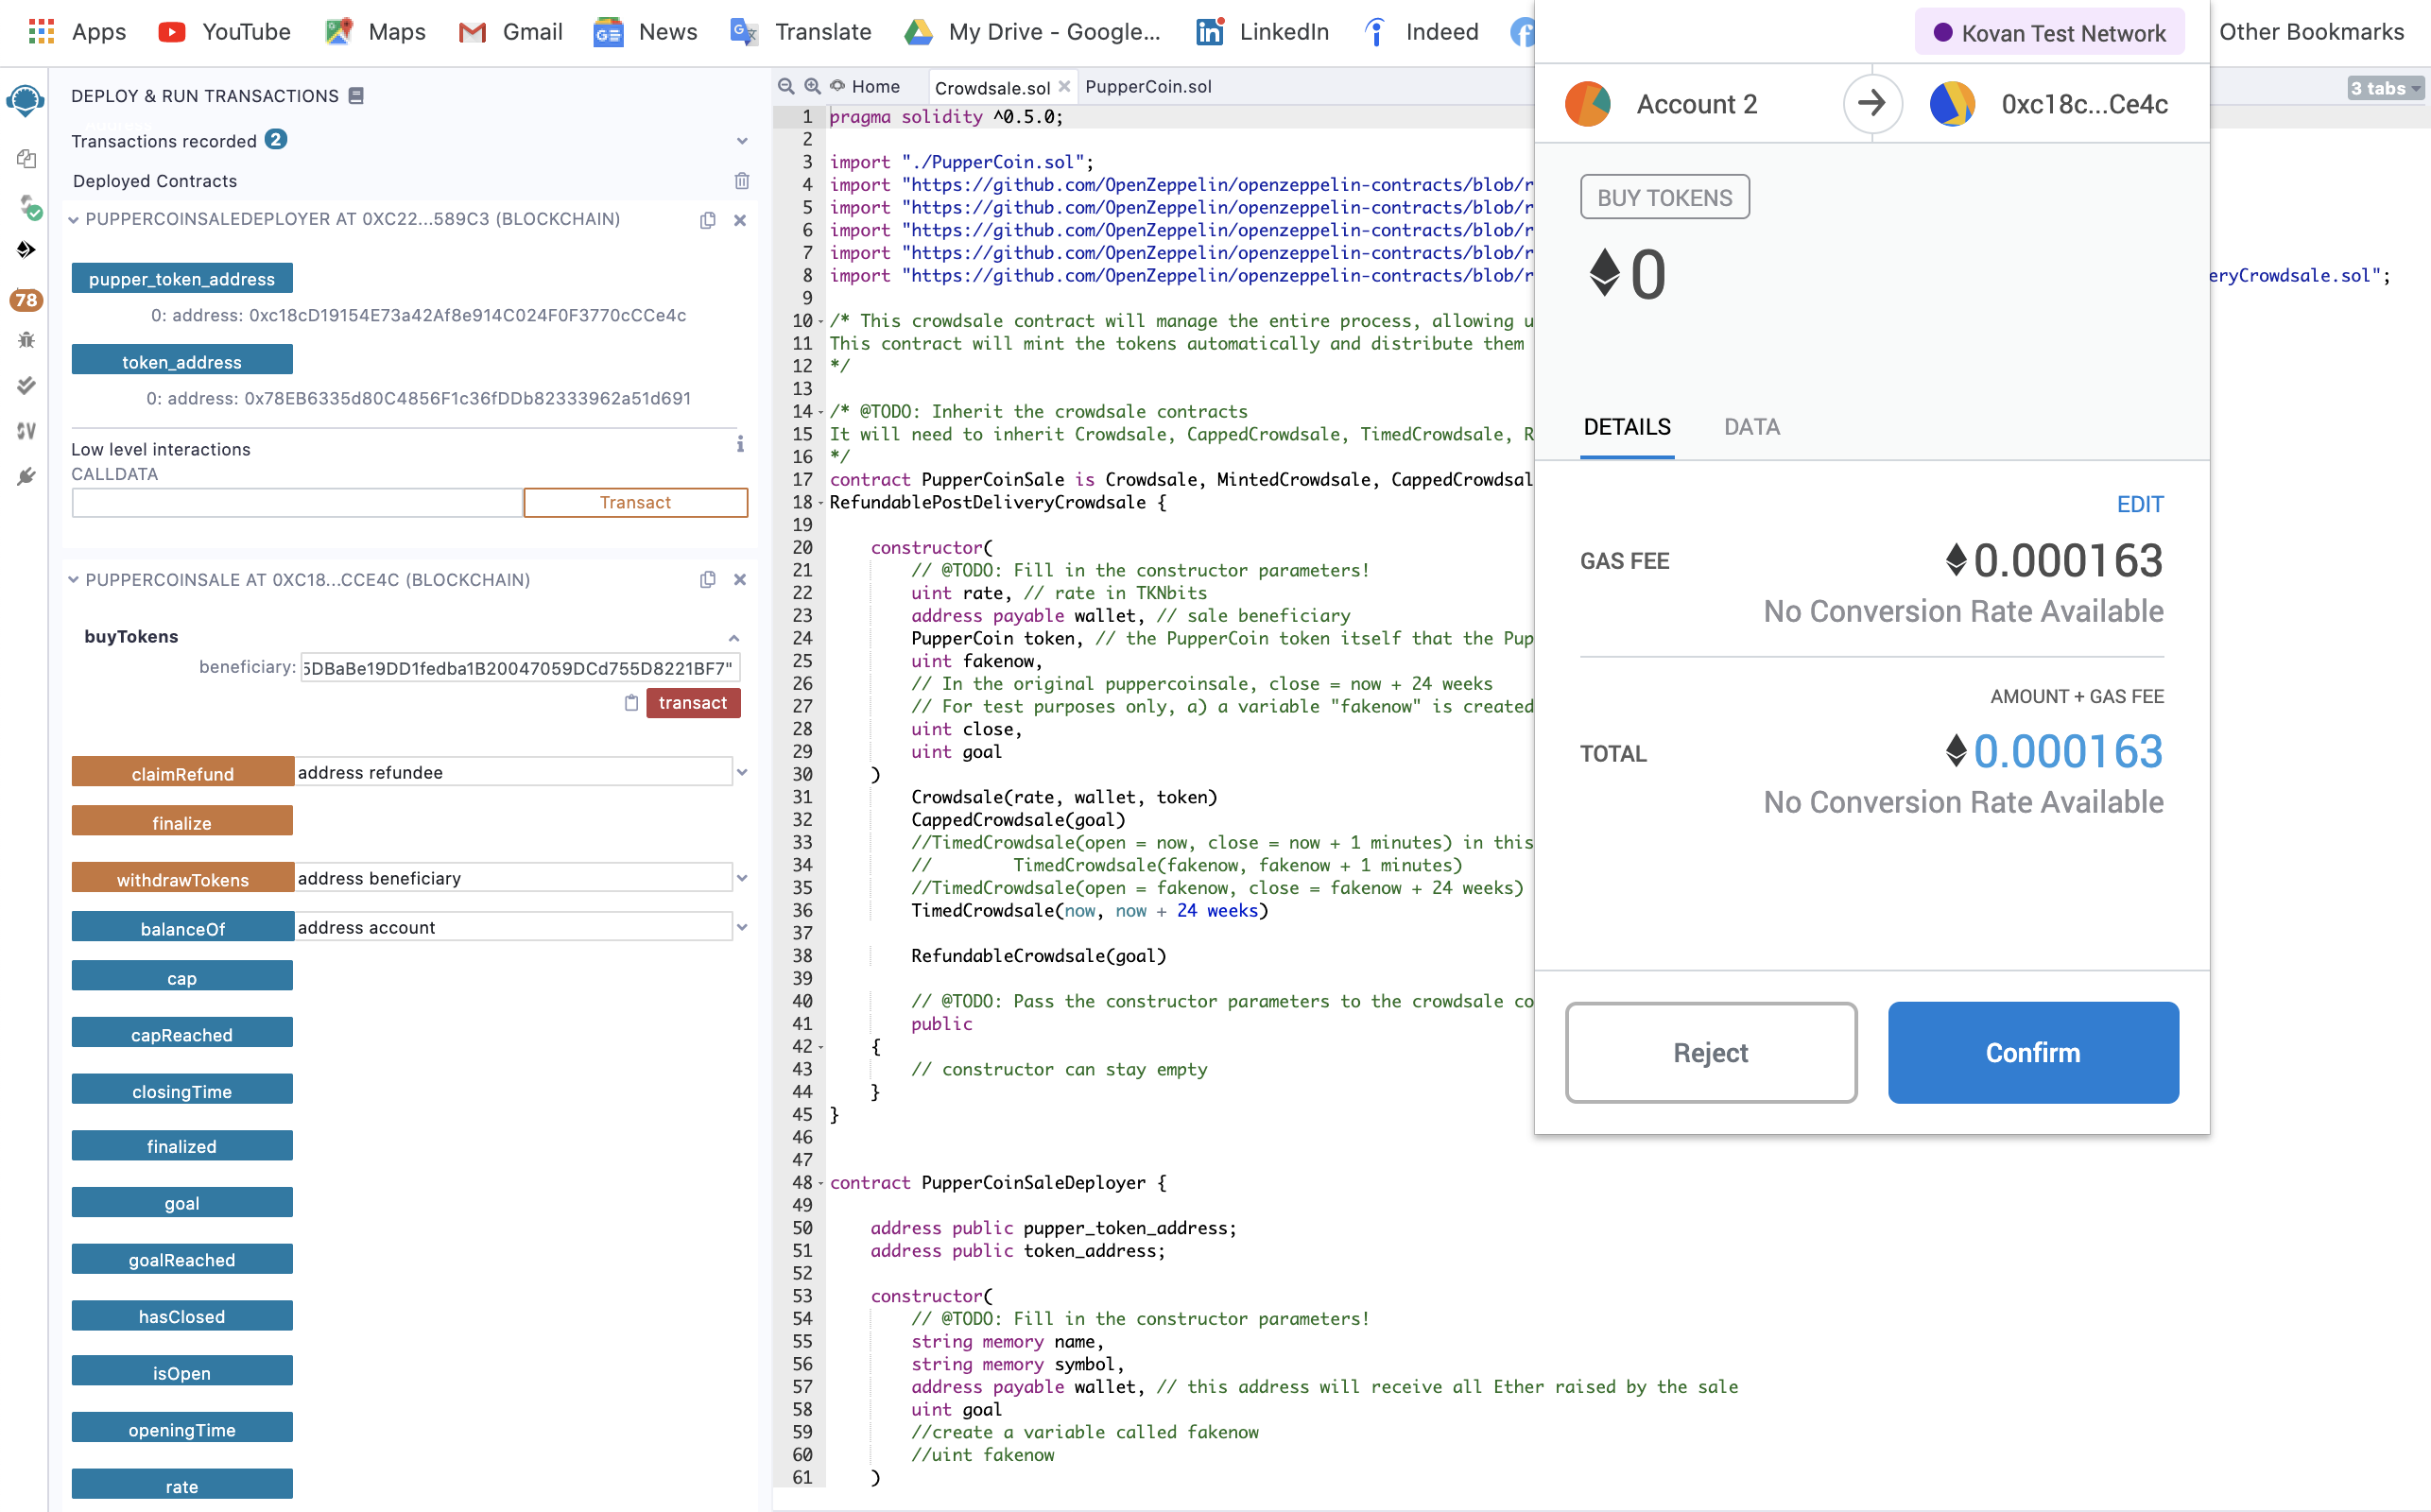 Apps YouTube Maps Gmail News Translate My Drive - Google... LinkedIn Indeed Other Bookmarks
DEPLOY & RUN TRANSACTIONS
Transactions recorded 2
Deployed Contracts
PUPPERCOINSALEDEPLOYER AT 0XC22...589C3 (BLOCKCHAIN)
pupper_token_address
0: address: 0xc18cD19154E73a42Af8e914C024F0F3770cCCe4c
token_address
0: address: 0x78EB6335d80C4856F1c36fDDb82333962a51d691
Low level interactions
CALLDATA
Transact
78
PUPPERCOINSALE AT 0XC18...CCE4C (BLOCKCHAIN)
buyTokens
beneficiary: 5DBaBe19DD1fedba1B20047059DCd755D8221BF7"
transact
claimRefund address refundee
finalize
withdrawTokens address beneficiary
balanceOf address account
cap
capReached
closingTime
finalized
goal
goalReached
hasClosed
isOpen
openingTime
rate
Home Crowdsale.sol PupperCoin.sol 3 tabs
1 pragma solidity ^0.5.0;
2
3 import "./PupperCoin.sol";
4 import "https://github.com/OpenZeppelin/openzeppelin-contracts/blob/r
5 import "https://github.com/OpenZeppelin/openzeppelin-contracts/blob/r
6 import "https://github.com/OpenZeppelin/openzeppelin-contracts/blob/r
7 import "https://github.com/OpenZeppelin/openzeppelin-contracts/blob/r
8 import "https://github.com/OpenZeppelin/openzeppelin-contracts/blob/r eryCrowdsale.sol";
9
10 /* This crowdsale contract will manage the entire process, allowing u
11 This contract will mint the tokens automatically and distribute them
12 */
13
14 /* @TODO: Inherit the crowdsale contracts
15 It will need to inherit Crowdsale, CappedCrowdsale, TimedCrowdsale, R
16 */
17 contract PupperCoinSale is Crowdsale, MintedCrowdsale, CappedCrowdsal
18 RefundablePostDeliveryCrowdsale {
19
20 constructor(
21 // @TODO: Fill in the constructor parameters!
22 uint rate, // rate in TKNbits
23 address payable wallet, // sale beneficiary
24 PupperCoin token, // the PupperCoin token itself that the Pup
25 uint fakenow,
26 // In the original puppercoinsale, close = now + 24 weeks
27 // For test purposes only, a) a variable "fakenow" is created
28 uint close,
29 uint goal
30 )
31 Crowdsale(rate, wallet, token)
32 CappedCrowdsale(goal)
33 //TimedCrowdsale(open = now, close = now + 1 minutes) in this
34 // TimedCrowdsale(fakenow, fakenow + 1 minutes)
35 //TimedCrowdsale(open = fakenow, close = fakenow + 24 weeks)
36 TimedCrowdsale(now, now + 24 weeks)
37
38 RefundableCrowdsale(goal)
39
40 // @TODO: Pass the constructor parameters to the crowdsale co
41 public
42 {
43 // constructor can stay empty
44 }
45 }
46
47
48 contract PupperCoinSaleDeployer {
49
50 address public pupper_token_address;
51 address public token_address;
52
53 constructor(
54 // @TODO: Fill in the constructor parameters!
55 string memory name,
56 string memory symbol,
57 address payable wallet, // this address will receive all Ether raised by the sale
58 uint goal
59 //create a variable called fakenow
60 //uint fakenow
61 )
Kovan Test Network
Account 2 0xc18c...Ce4c
BUY TOKENS
0
DETAILS DATA
EDIT
GAS FEE 0.000163
No Conversion Rate Available
AMOUNT + GAS FEE
TOTAL 0.000163
No Conversion Rate Available
Reject Confirm